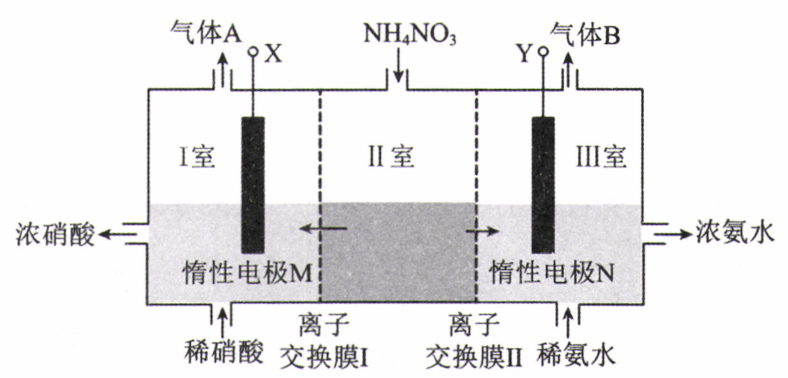 气体A
X
NH₄NO₃
Y
气体B
I室
II室
III室
浓硝酸
浓氨水
惰性电极M
惰性电极N
稀硝酸
离子
交换膜I
离子
交换膜II
稀氨水